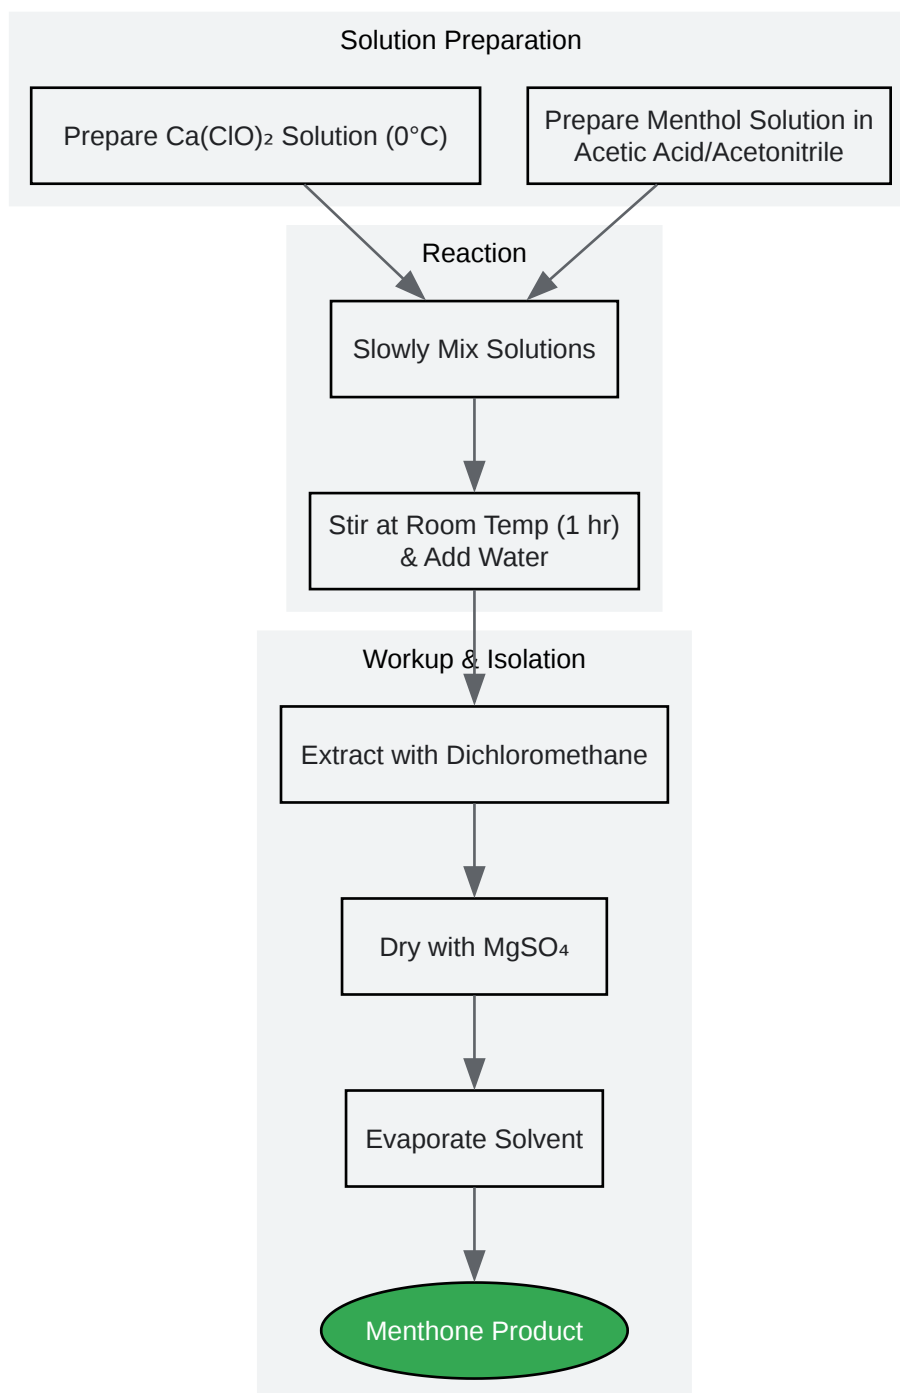 Solution Preparation
Prepare Ca(ClO)₂ Solution (0°C)
Prepare Menthol Solution in
Acetic Acid/Acetonitrile
Reaction
Slowly Mix Solutions
Stir at Room Temp (1 hr)
& Add Water
Workup & Isolation
Extract with Dichloromethane
Dry with MgSO₄
Evaporate Solvent
Menthone Product